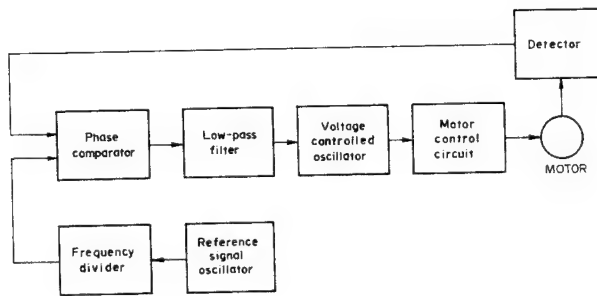 Detector
Phase
comparator
Low-pass
filter
Voltage
controlled
oscillator
Motor
control
circuit
MOTOR
Frequency
divider
Reference
signal
oscillator